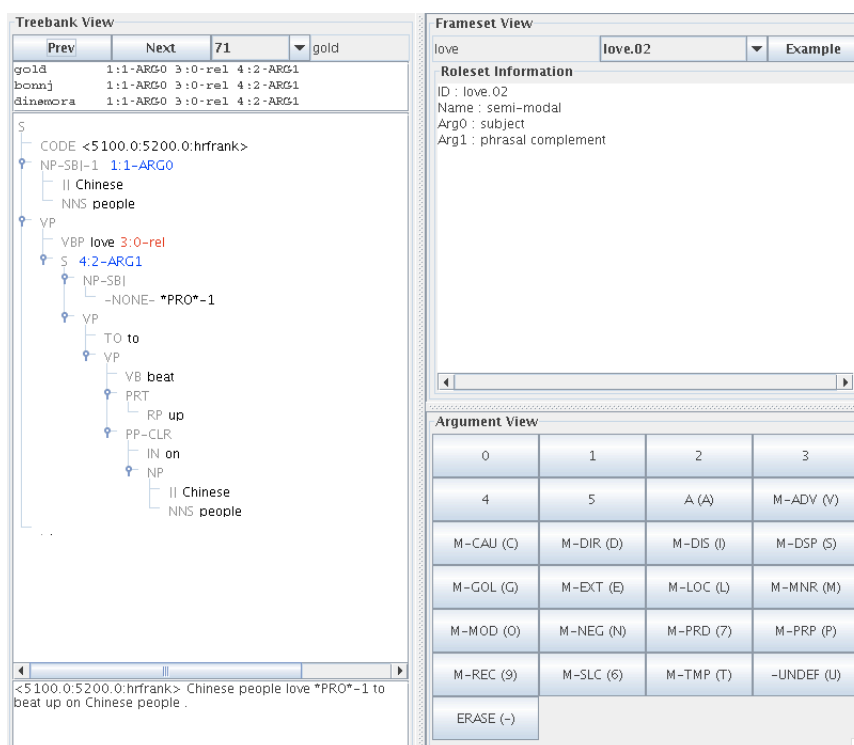 Treebank View
Prev Next 71 gold
gold 1:1-ARG0 3:0-rel 4:2-ARG1
bonnj 1:1-ARG0 3:0-rel 4:2-ARG1
dinemora 1:1-ARG0 3:0-rel 4:2-ARG1
S
CODE <5100.0:5200.0:hrfrank>
NP-SBJ-1 1:1-ARG0
|| Chinese
NNS people
VP
VBP love 3:0-rel
S 4:2-ARG1
NP-SBJ
-NONE- *PRO*-1
VP
TO to
VP
VB beat
PRT
RP up
PP-CLR
IN on
NP
|| Chinese
NNS people
. .
<5100.0:5200.0:hrfrank> Chinese people love *PRO*-1 to
beat up on Chinese people .
Frameset View
love love.02 Example
Roleset Information
ID : love.02
Name : semi-modal
Arg0 : subject
Arg1 : phrasal complement
Argument View
0 1 2 3
4 5 A (A) M-ADV (V)
M-CAU (C) M-DIR (D) M-DIS (I) M-DSP (S)
M-GOL (G) M-EXT (E) M-LOC (L) M-MNR (M)
M-MOD (O) M-NEG (N) M-PRD (7) M-PRP (P)
M-REC (9) M-SLC (6) M-TMP (T) -UNDEF (U)
ERASE (-)